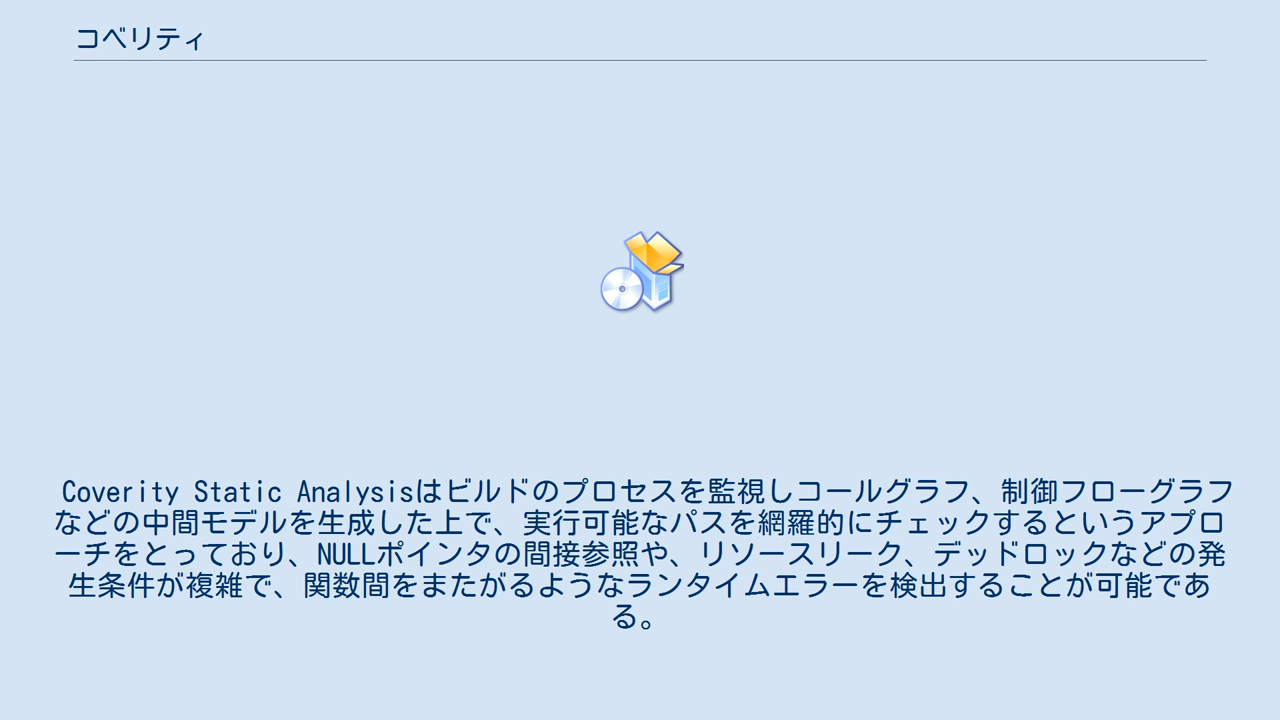 コベリティ
Coverity Static Analysisはビルドのプロセスを監視しコールグラフ、制御フローグラフ
などの中間モデルを生成した上で、実行可能なパスを網羅的にチェックするというアプロ
ーチをとっており、NULLポインタの間接参照や、リソースリーク、デッドロックなどの発
生条件が複雑で、関数間をまたがるようなランタイムエラーを検出することが可能であ
る。